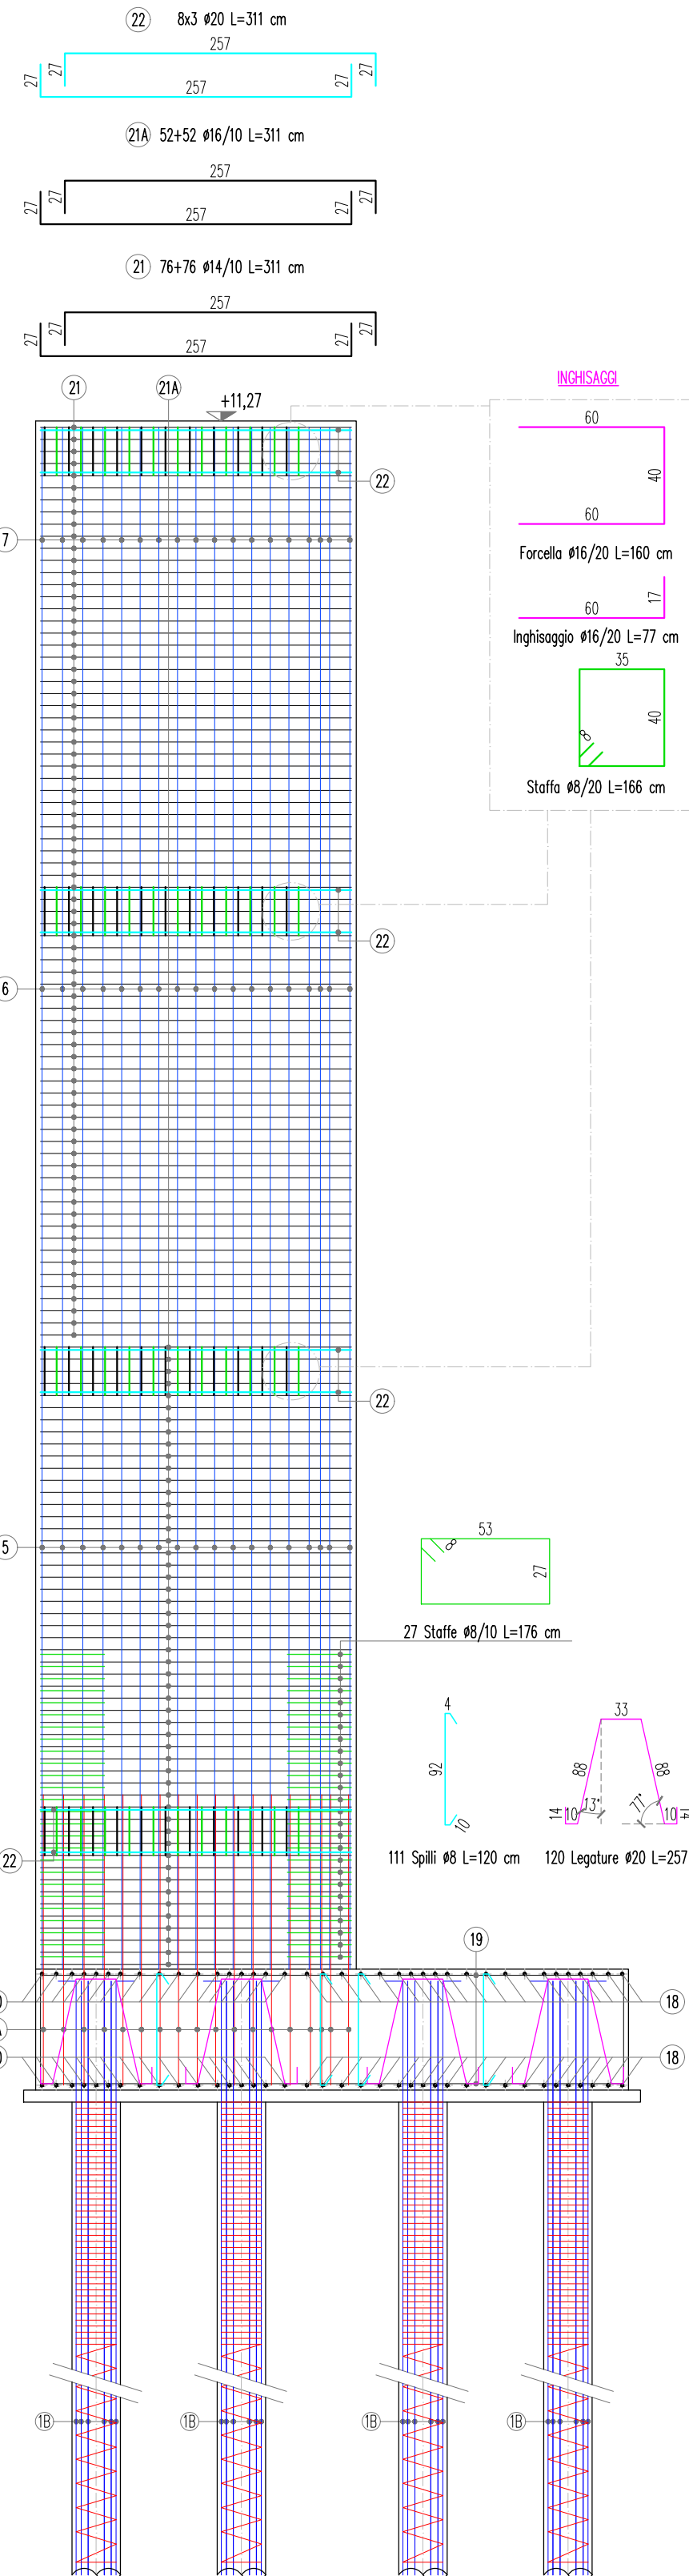 22 8x3 Ø20 L=311 cm
257
27 27 27 27
257
21A 52+52 Ø16/10 L=311 cm
257
27 27 27 27
257
21 76+76 Ø14/10 L=311 cm
257
27 27 27 27
257
21 21A
+11,27
INGHISAGGI
60
40
60
Forcella Ø16/20 L=160 cm
17
60
Inghisaggio Ø16/20 L=77 cm
35
40
8
Staffa Ø8/20 L=166 cm
22
7
22
6
22
5
53
8
27
27 Staffe Ø8/10 L=176 cm
4
92
10
111 Spilli Ø8 L=120 cm
33
88 88
14 10 13° 77° 10 14
120 Legature Ø20 L=257
22
19
18
18
1B 1B 1B 1B